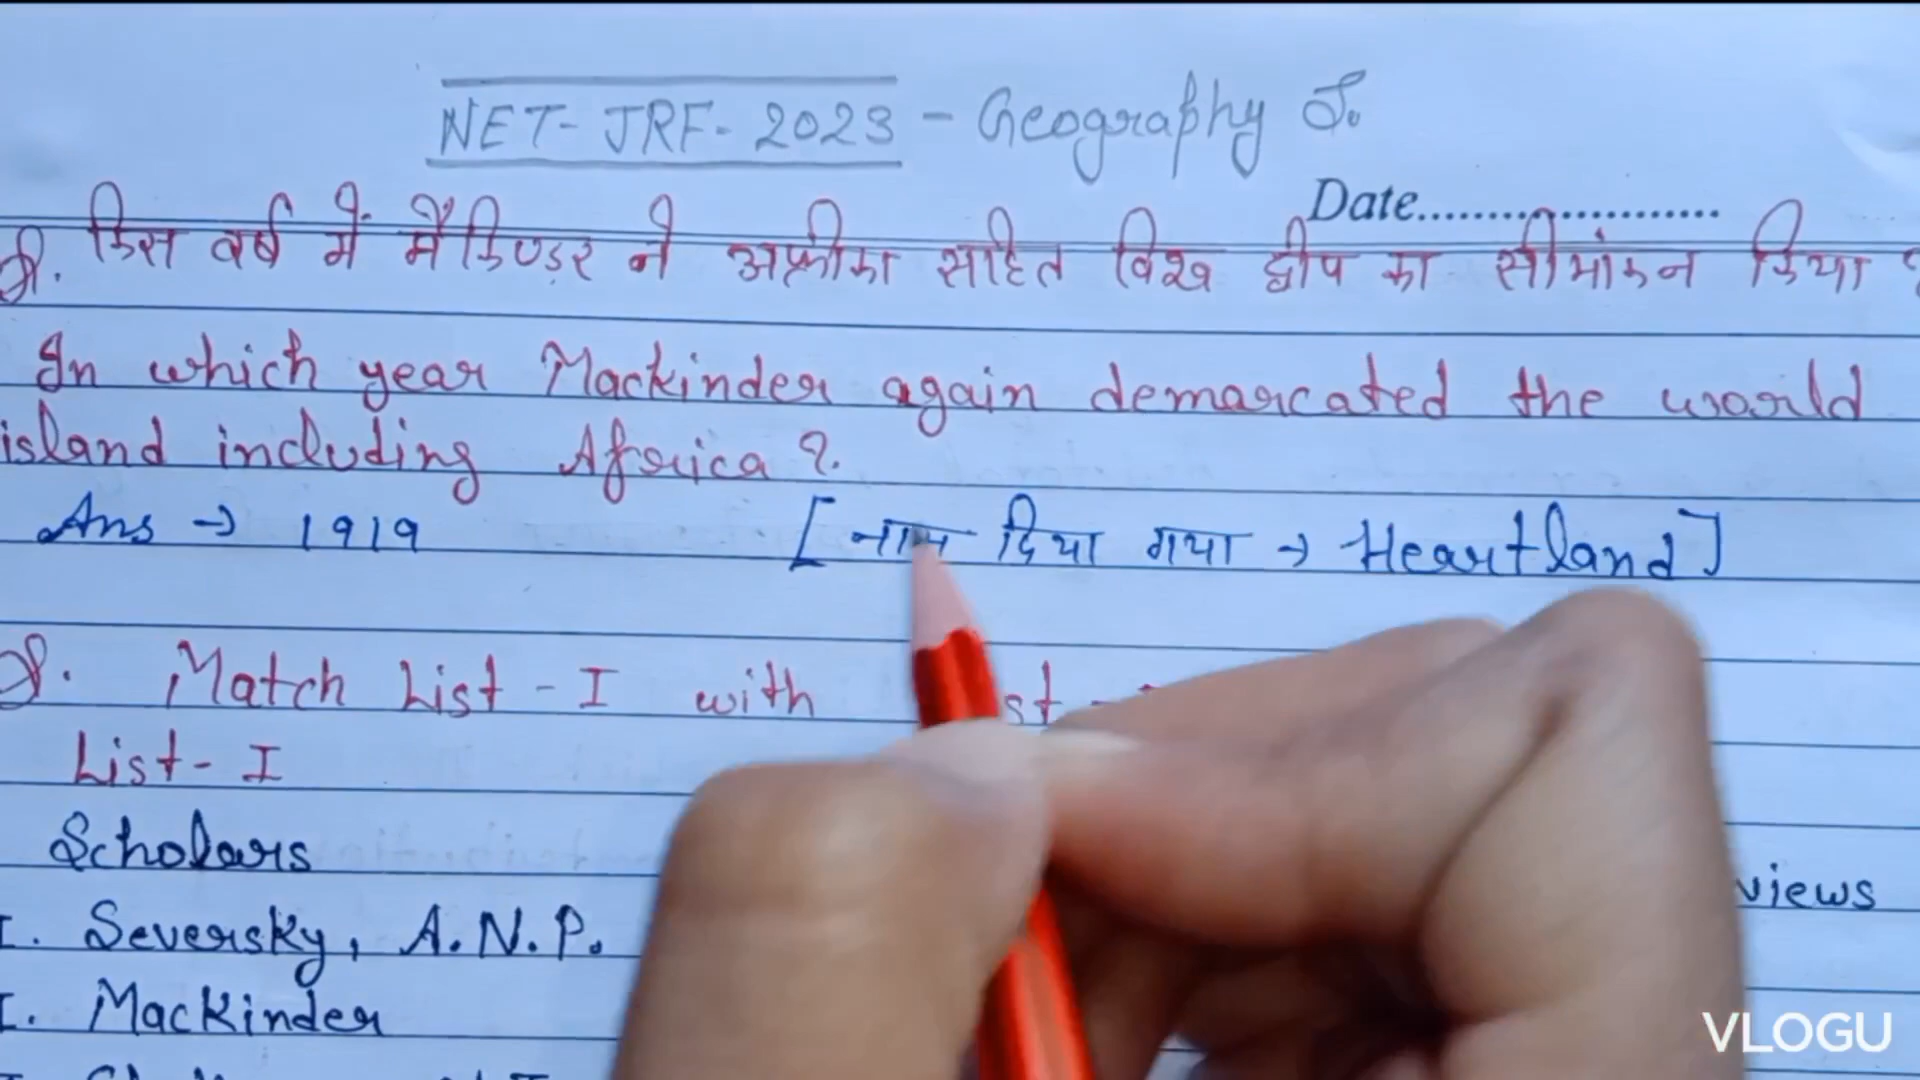 NET-JRF-2023 - Geography Q.
Date.....................
Q. किस वर्ष में मैकिण्डर ने अफ्रीका सहित विश्व द्वीप का सीमांकन किया ?
In which year Mackinder again demarcated the world
island including Africa ?.
Ans → 1919 [नाम दिया गया → Heartland]
Q. Match List - I with
List - I
Scholars views
I. Seversky, A.N.P.
I. Mackinder
VLOGU